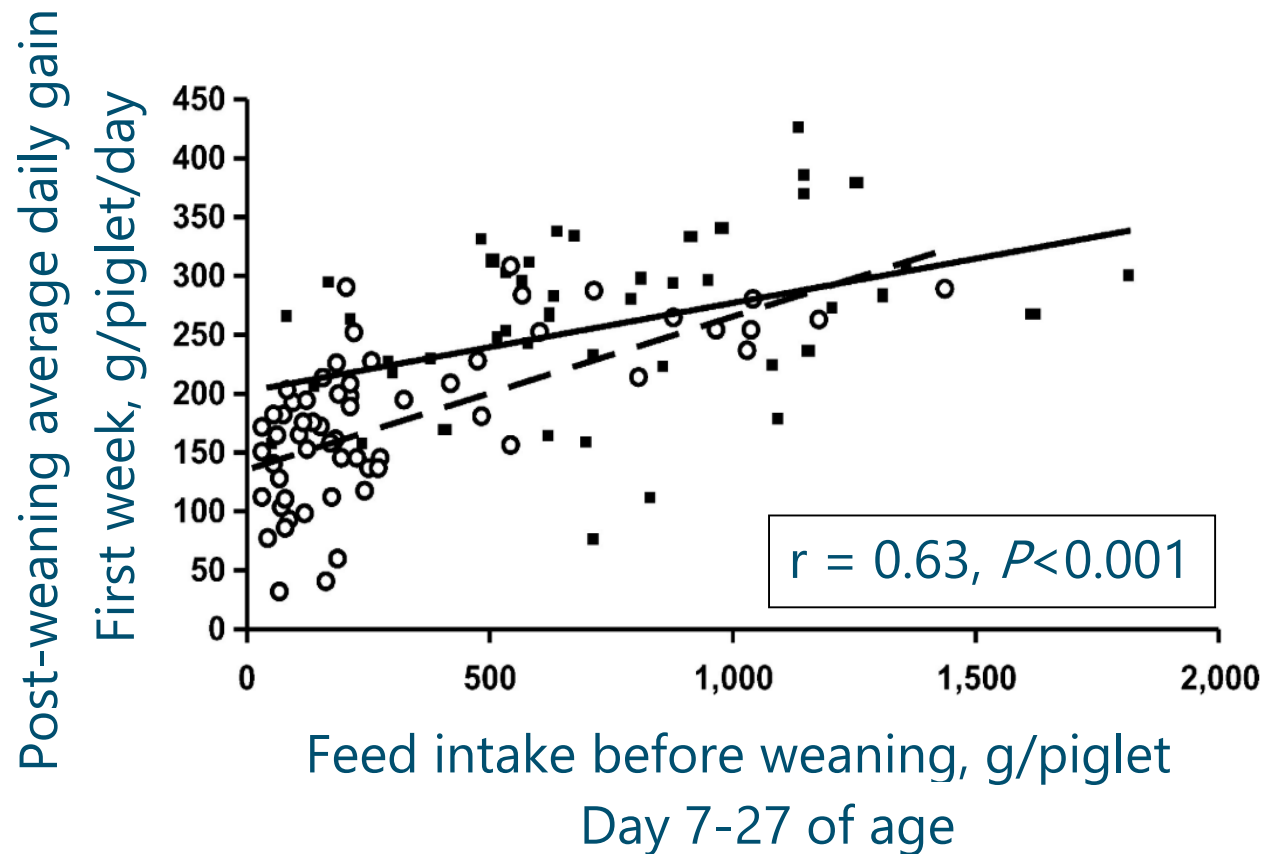 Post-weaning average daily gain
First week, g/piglet/day
450
400
350
300
250
200
150
100
50
0
r = 0.63, P<0.001
0 500 1,000 1,500 2,000
Feed intake before weaning, g/piglet
Day 7-27 of age